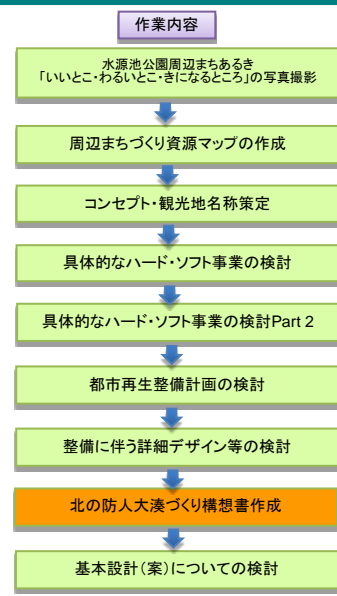 作業内容
水源池公園周辺まちあるき
「いいとこ・わるいとこ・きになるところ」の写真撮影
周辺まちづくり資源マップの作成
コンセプト・観光地名称策定
具体的なハード・ソフト事業の検討
具体的なハード・ソフト事業の検討Part 2
都市再生整備計画の検討
整備に伴う詳細デザイン等の検討
北の防人大湊づくり構想書作成
基本設計（案）についての検討